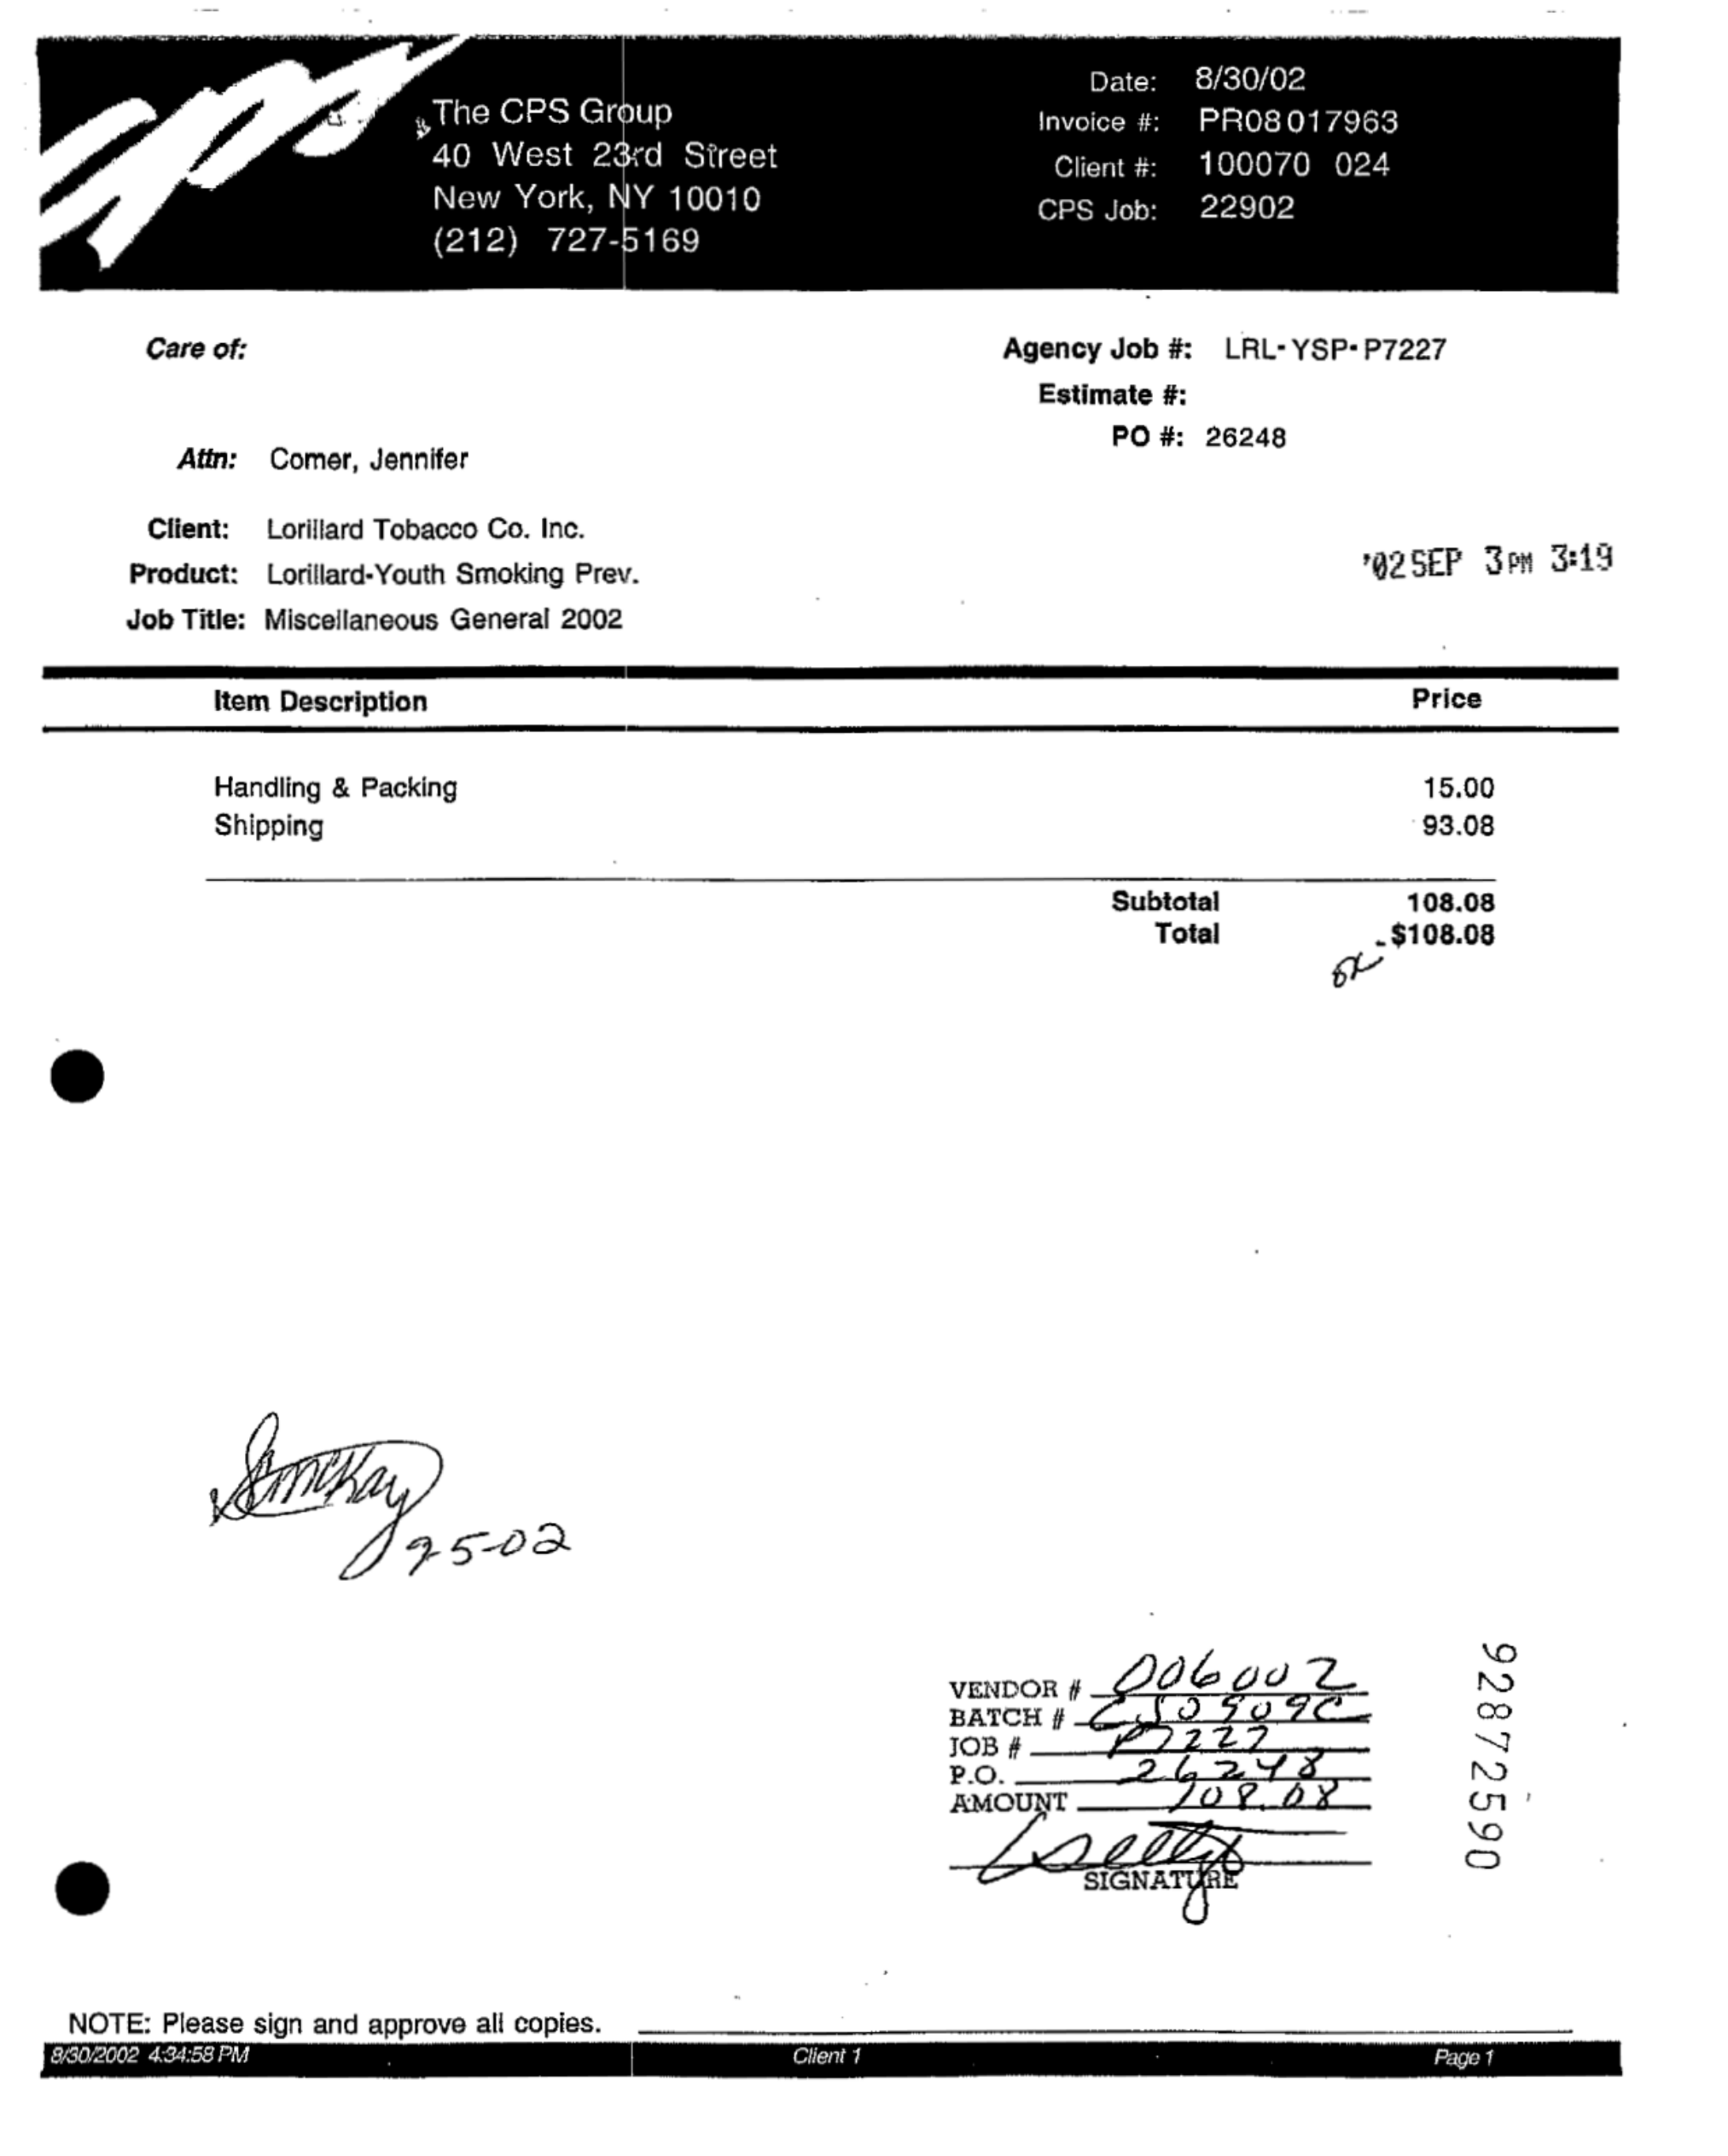 cps
The CPS Group
40 West 23rd Street
New York, NY 10010
(212) 727-5169
Date: 8/30/02
Invoice #: PR08017963
Client #: 100070 024
CPS Job: 22902
Care of:
Agency Job #: LRL-YSP-P7227
Estimate #:
PO #: 26248
Attn: Comer, Jennifer
Client: Lorillard Tobacco Co. Inc.
Product: Lorillard-Youth Smoking Prev.
Job Title: Miscellaneous General 2002
'02 SEP 3 PM 3:19
Item Description Price
Handling & Packing 15.00
Shipping 93.08
Subtotal 108.08
Total $108.08
OK
9-5-02
VENDOR # 006002
BATCH #
JOB # P7227
P.O. 26248
AMOUNT 108.08
SIGNATURE
92872590
NOTE: Please sign and approve all copies.
8/30/2002 4:34:58 PM Client 1 Page 1